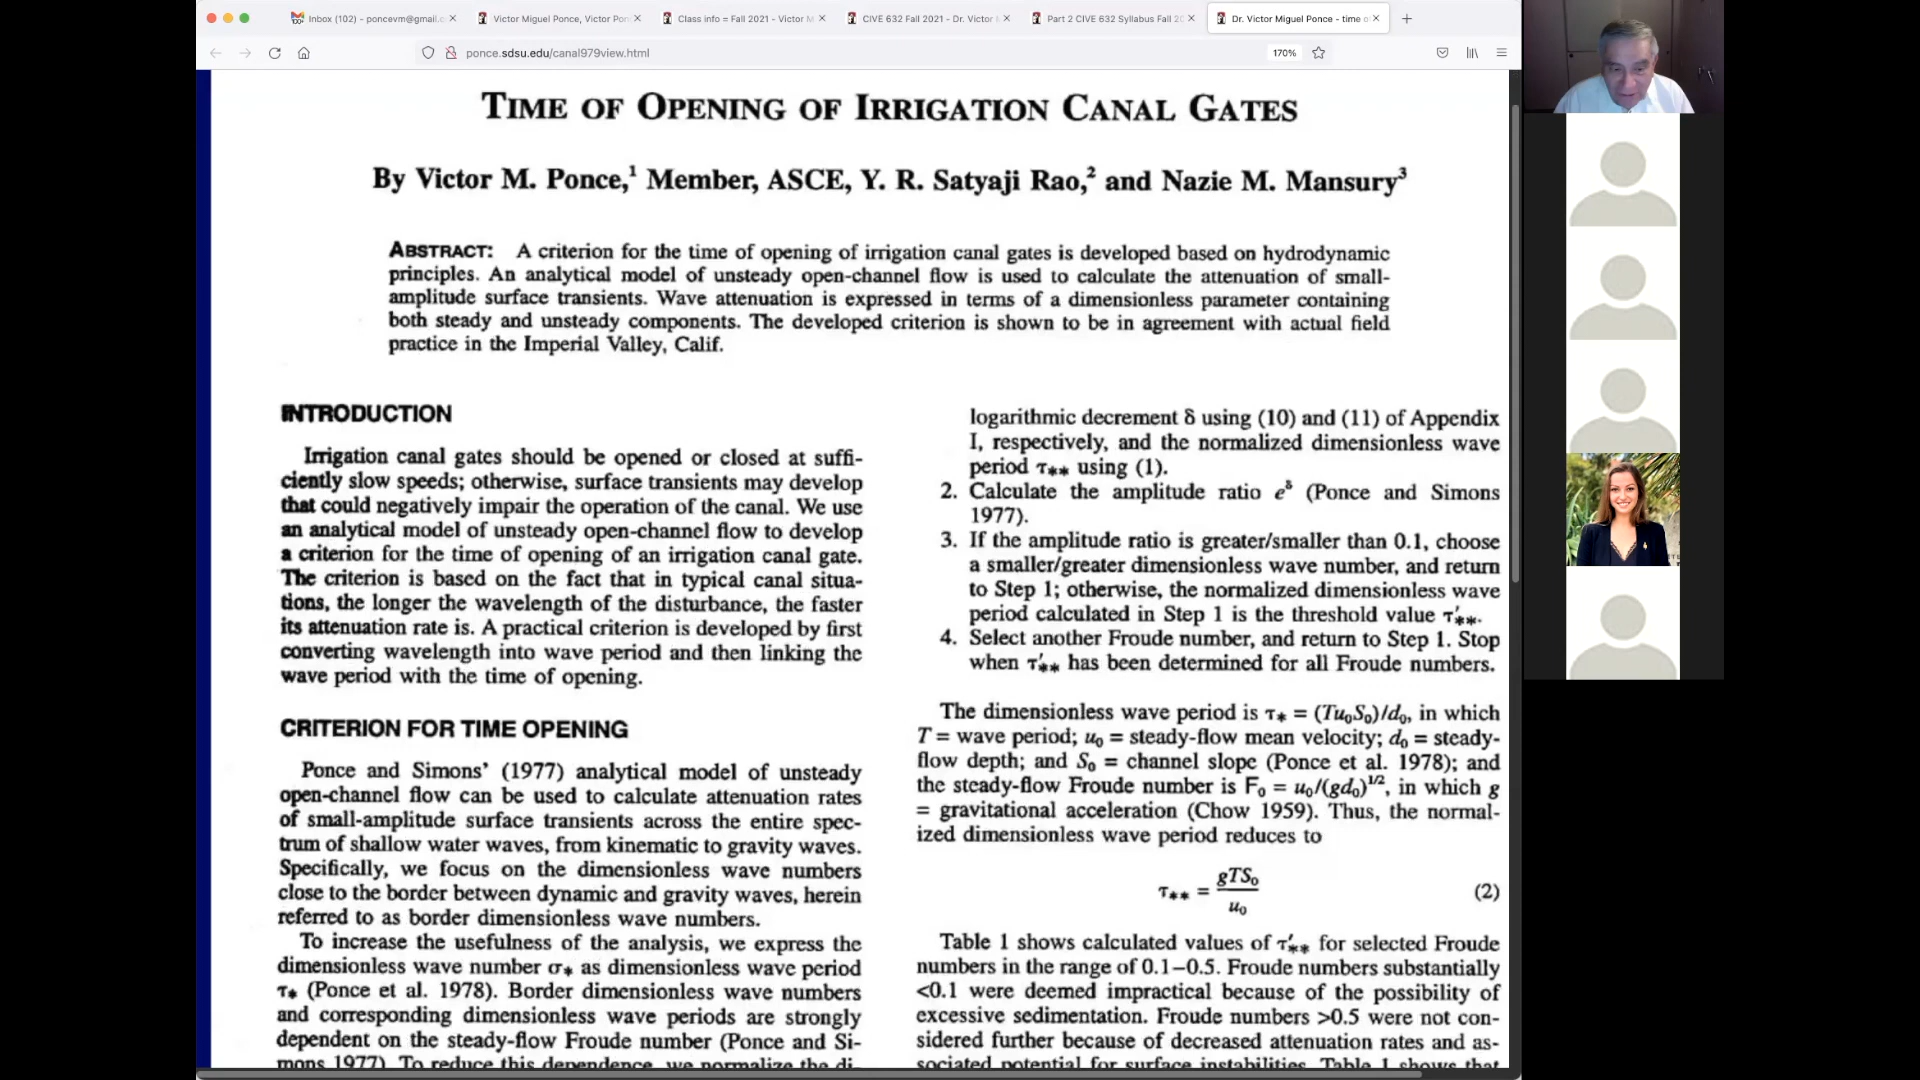 Inbox (102) - poncevm@gmail.c
Victor Miguel Ponce, Victor Pon
Class info = Fall 2021 - Victor M
CIVE 632 Fall 2021 - Dr. Victor
Part 2 CIVE 632 Syllabus Fall 20
Dr. Victor Miguel Ponce - time o
ponce.sdsu.edu/canal979view.html
170%
TIME OF OPENING OF IRRIGATION CANAL GATES
By Victor M. Ponce,1 Member, ASCE, Y. R. Satyaji Rao,2 and Nazie M. Mansury3
ABSTRACT: A criterion for the time of opening of irrigation canal gates is developed based on hydrodynamic
principles. An analytical model of unsteady open-channel flow is used to calculate the attenuation of small-
amplitude surface transients. Wave attenuation is expressed in terms of a dimensionless parameter containing
both steady and unsteady components. The developed criterion is shown to be in agreement with actual field
practice in the Imperial Valley, Calif.
INTRODUCTION
Irrigation canal gates should be opened or closed at suffi-
ciently slow speeds; otherwise, surface transients may develop
that could negatively impair the operation of the canal. We use
an analytical model of unsteady open-channel flow to develop
a criterion for the time of opening of an irrigation canal gate.
The criterion is based on the fact that in typical canal situa-
tions, the longer the wavelength of the disturbance, the faster
its attenuation rate is. A practical criterion is developed by first
converting wavelength into wave period and then linking the
wave period with the time of opening.
CRITERION FOR TIME OPENING
Ponce and Simons' (1977) analytical model of unsteady
open-channel flow can be used to calculate attenuation rates
of small-amplitude surface transients across the entire spec-
trum of shallow water waves, from kinematic to gravity waves.
Specifically, we focus on the dimensionless wave numbers
close to the border between dynamic and gravity waves, herein
referred to as border dimensionless wave numbers.
To increase the usefulness of the analysis, we express the
dimensionless wave number σ* as dimensionless wave period
τ* (Ponce et al. 1978). Border dimensionless wave numbers
and corresponding dimensionless wave periods are strongly
dependent on the steady-flow Froude number (Ponce and Si-
mons 1977). To reduce this dependence, we normalize the di-
logarithmic decrement δ using (10) and (11) of Appendix
I, respectively, and the normalized dimensionless wave
period τ** using (1).
2. Calculate the amplitude ratio e^δ (Ponce and Simons
1977).
3. If the amplitude ratio is greater/smaller than 0.1, choose
a smaller/greater dimensionless wave number, and return
to Step 1; otherwise, the normalized dimensionless wave
period calculated in Step 1 is the threshold value τ'**.
4. Select another Froude number, and return to Step 1. Stop
when τ'** has been determined for all Froude numbers.
The dimensionless wave period is τ* = (Tu0S0)/d0, in which
T = wave period; u0 = steady-flow mean velocity; d0 = steady-
flow depth; and S0 = channel slope (Ponce et al. 1978); and
the steady-flow Froude number is F0 = u0/(gd0)^1/2, in which g
= gravitational acceleration (Chow 1959). Thus, the normal-
ized dimensionless wave period reduces to
τ** = gTS0/u0 (2)
Table 1 shows calculated values of τ'** for selected Froude
numbers in the range of 0.1–0.5. Froude numbers substantially
<0.1 were deemed impractical because of the possibility of
excessive sedimentation. Froude numbers >0.5 were not con-
sidered further because of decreased attenuation rates and as-
sociated potential for surface instabilities. Table 1 shows that